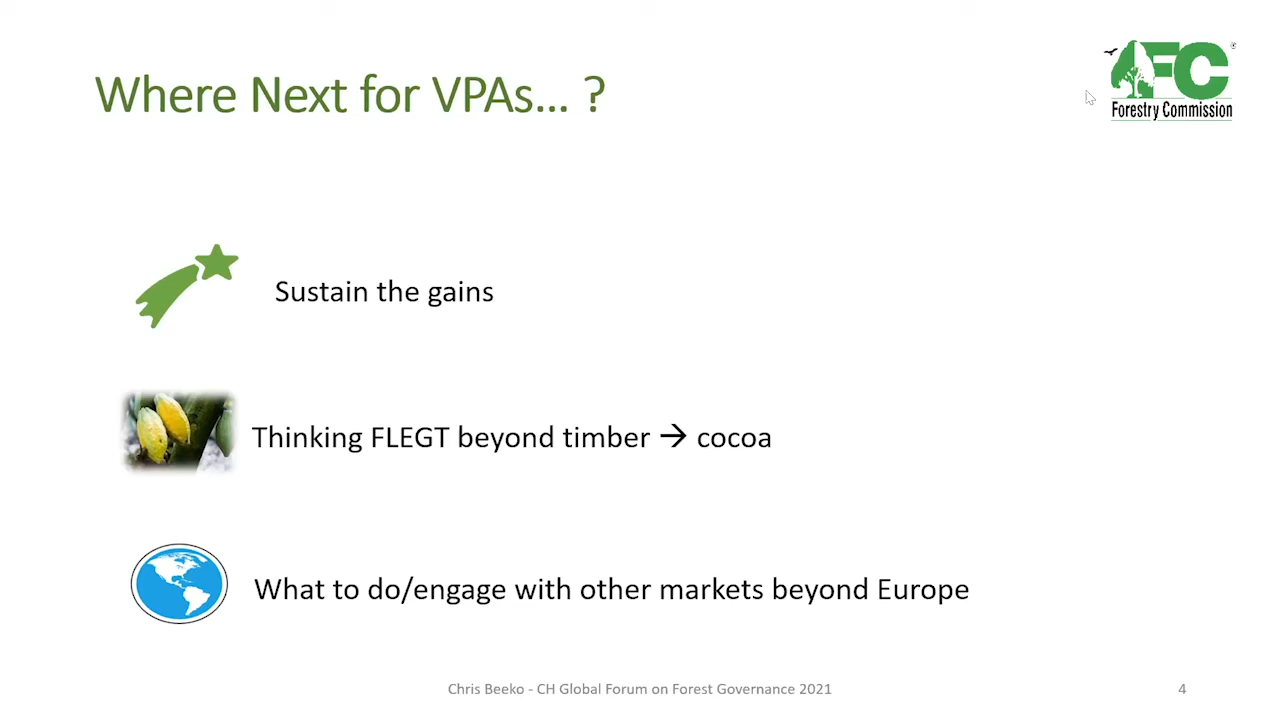 Where Next for VPAs... ?
FC
Forestry Commission
Sustain the gains
Thinking FLEGT beyond timber → cocoa
What to do/engage with other markets beyond Europe
Chris Beeko - CH Global Forum on Forest Governance 2021
4